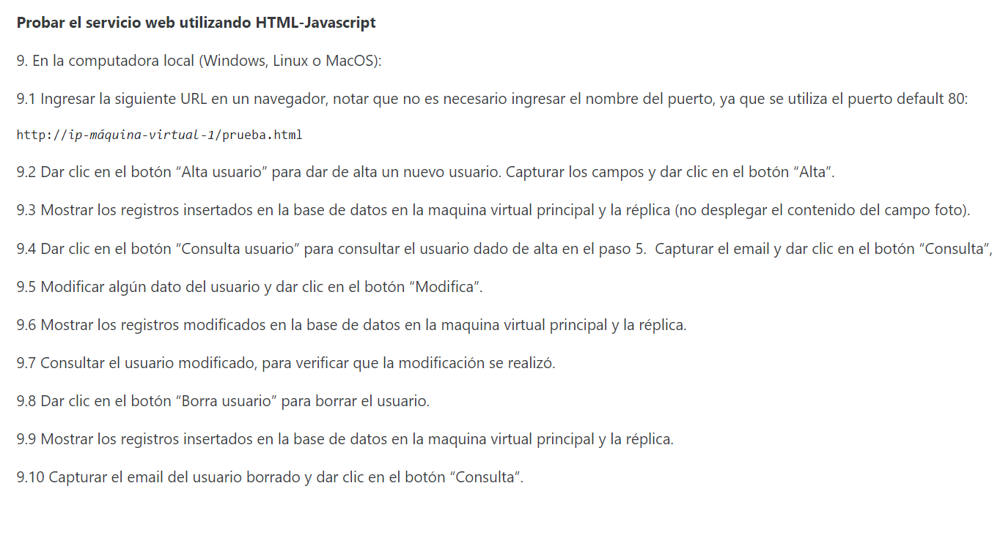 Probar el servicio web utilizando HTML-Javascript
9. En la computadora local (Windows, Linux o MacOS):
9.1 Ingresar la siguiente URL en un navegador, notar que no es necesario ingresar el nombre del puerto, ya que se utiliza el puerto default 80:
http://ip-máquina-virtual-1/prueba.html
9.2 Dar clic en el botón “Alta usuario” para dar de alta un nuevo usuario. Capturar los campos y dar clic en el botón “Alta”.
9.3 Mostrar los registros insertados en la base de datos en la maquina virtual principal y la réplica (no desplegar el contenido del campo foto).
9.4 Dar clic en el botón “Consulta usuario” para consultar el usuario dado de alta en el paso 5.  Capturar el email y dar clic en el botón “Consulta”,
9.5 Modificar algún dato del usuario y dar clic en el botón “Modifica”.
9.6 Mostrar los registros modificados en la base de datos en la maquina virtual principal y la réplica.
9.7 Consultar el usuario modificado, para verificar que la modificación se realizó.
9.8 Dar clic en el botón “Borra usuario” para borrar el usuario.
9.9 Mostrar los registros insertados en la base de datos en la maquina virtual principal y la réplica.
9.10 Capturar el email del usuario borrado y dar clic en el botón “Consulta”.